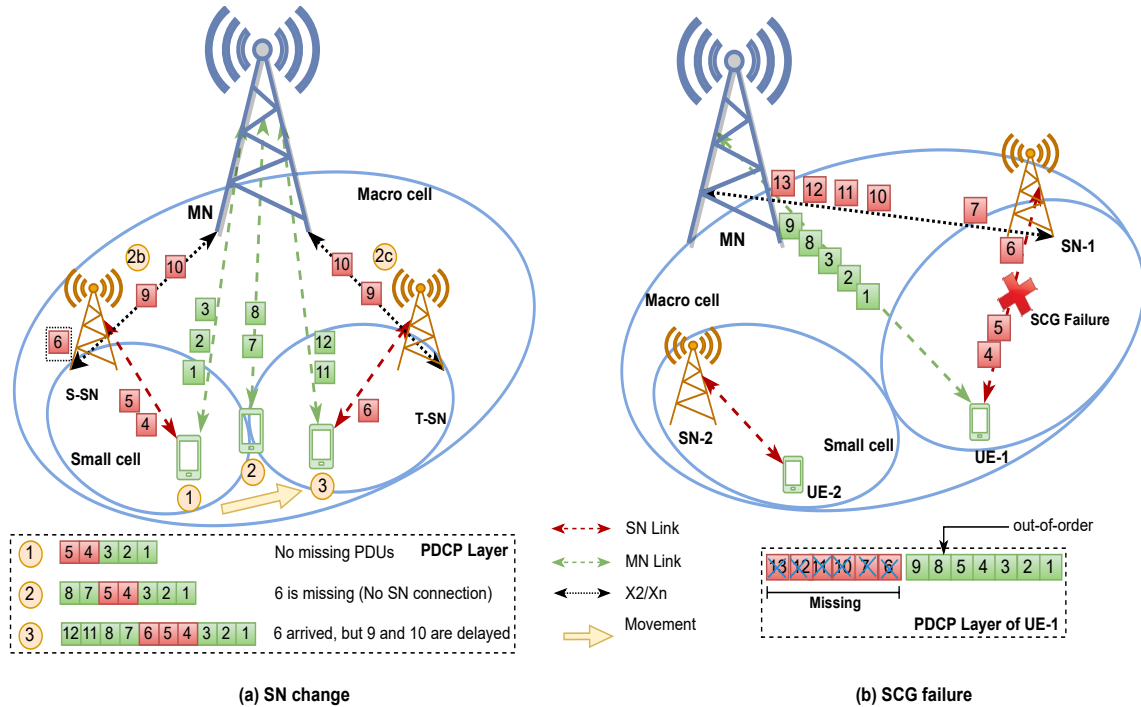 MN
Macro cell
2b
10
9
6
S-SN
5
4
3
2
1
8
7
12
11
10
9
2c
6
T-SN
Small cell
1
2
3
1
5 4 3 2 1
No missing PDUs
PDCP Layer
2
8 7 5 4 3 2 1
6 is missing (No SN connection)
3
12 11 8 7 6 5 4 3 2 1
6 arrived, but 9 and 10 are delayed
(a) SN change
SN Link
MN Link
X2/Xn
Movement
MN
13
12
11
10
7
9
8
3
2
1
6
SN-1
SCG Failure
5
4
UE-1
Macro cell
SN-2
Small cell
UE-2
out-of-order
13 12 11 10 7 6 9 8 5 4 3 2 1
Missing
PDCP Layer of UE-1
(b) SCG failure